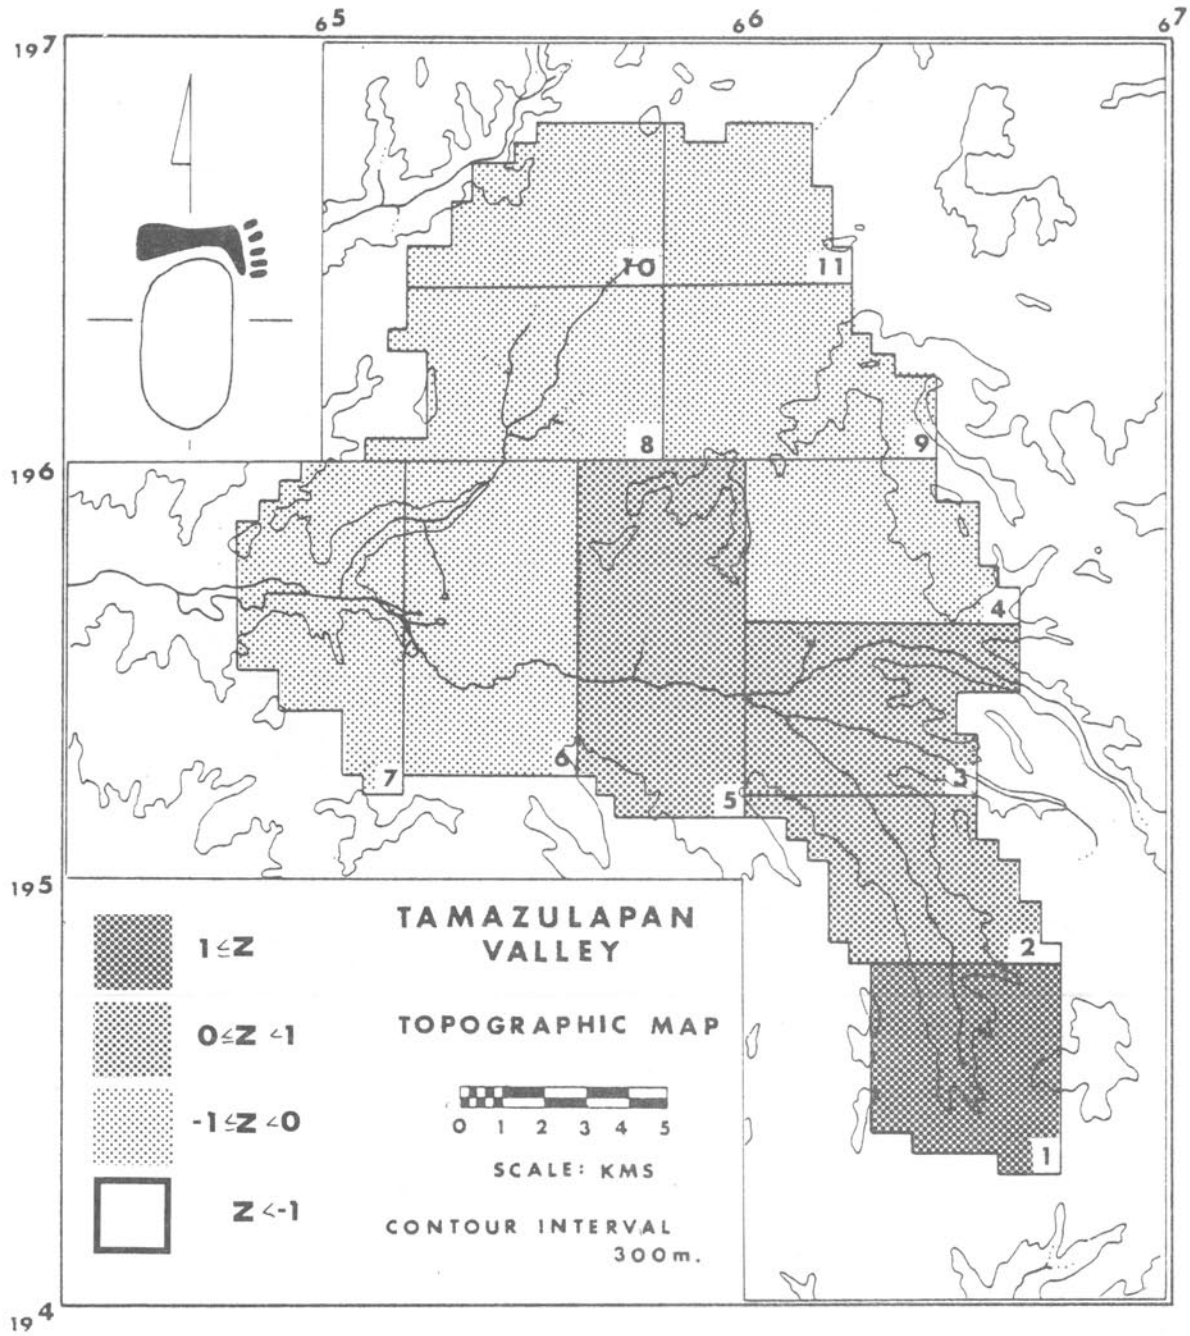 65 66 67
197
10 11
8 9
196
4
6
7 5 3
195
2
1
TAMAZULAPAN
VALLEY
TOPOGRAPHIC MAP
1≤Z
0≤Z<1
-1≤Z<0
Z<-1
0 1 2 3 4 5
SCALE: KMS
CONTOUR INTERVAL
300m.
194